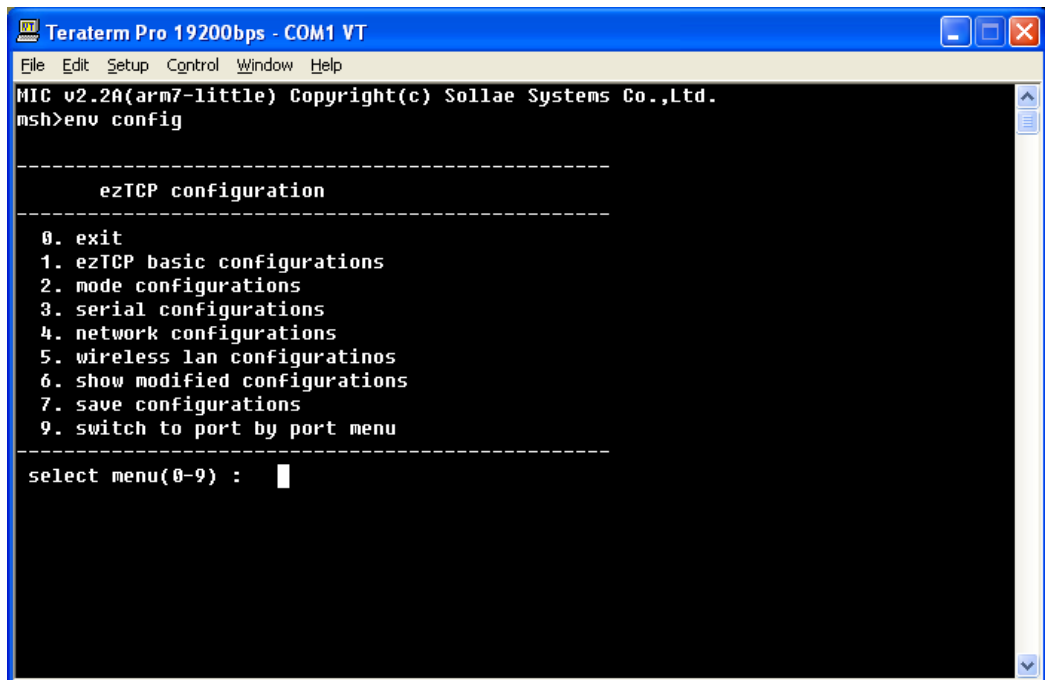 Teraterm Pro 19200bps - COM1 VT
File Edit Setup Control Window Help
MIC v2.2A(arm7-little) Copyright(c) Sollae Systems Co.,Ltd.
msh>env config
--------------------------------------------------
ezTCP configuration
--------------------------------------------------
0. exit
1. ezTCP basic configurations
2. mode configurations
3. serial configurations
4. network configurations
5. wireless lan configuratinos
6. show modified configurations
7. save configurations
9. switch to port by port menu
--------------------------------------------------
select menu(0-9) :